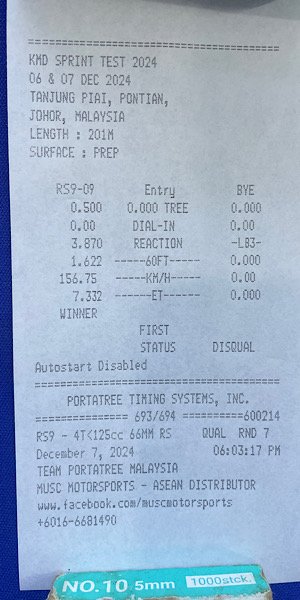 ================================
KMD SPRINT TEST 2024
06 & 07 DEC 2024
TANJUNG PIAI, PONTIAN,
JOHOR, MALAYSIA
LENGTH : 201M
SURFACE : PREP
RS9-09 Entry BYE
0.500 0.000 TREE 0.000
0.00 DIAL-IN 0.00
3.870 REACTION -LB3-
1.622 -----60FT----- 0.000
156.75 -----KM/H----- 0.00
7.332 ------ET------ 0.000
WINNER
FIRST
STATUS DISQUAL
Autostart Disabled
================================
PORTATREE TIMING SYSTEMS, INC.
============== 693/694 ==========600214
RS9 - 4T<125cc 66MM RS QUAL RND 7
December 7, 2024 06:03:17 PM
TEAM PORTATREE MALAYSIA
MUSC MOTORSPORTS - ASEAN DISTRIBUTOR
www.facebook.com/muscmotorsports
+6016-6681490
NO.10 5mm 1000stck.